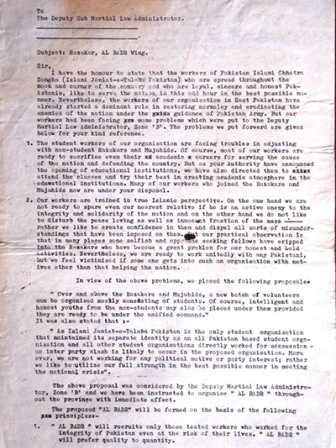 To
The Deputy Sub Martial Law Administrator.
Subject: Razakar, AL BADR Wing.
Sir,
I have the honour to state that the workers of Pakistan Islami Chhatra
Sangha (Islami Jamiat-e-Tulaba Pakistan) who are spread throughout the
nook and corner of the country and who are loyal, sincere and honest Pak-
istanis, like to serve the nation in this odd hour in the best possible man-
ner. Nevertheless, the workers of our organisation in East Pakistan have
already started a dominant role in restoring normalcy and eradicating the
enemies of the nation under the guidance of Pakistan Army. But our
workers had been facing some problems which were put to the Deputy
Martial Law Administrator, Zone 'B'. The problems we put forward are given
below for your kind reference.
1. The student workers of our organisation are facing troubles in adjusting
with non-student Razakars and Mujahids. Of course, most of our workers are
ready to sacrifice even their academic careers for serving the cause
of the nation and defending the country. But as your Authority have announced
the opening of educational institutions, we have also directed them to
attend the classes and try their best in creating academic atmosphere in the
educational institutions. Many of our workers who joined the Razakars and
Mujahids are now under your disposal.
2. Our workers are trained in true Islamic perspective. On the one hand we are
not ready to spare even our nearest relative if he is an active enemy to the
integrity and solidarity of the nation and on the other hand we do not like
to disturb the peace loving as well as innocent fraction of the mass
rather we like to create confidence in them and dispel all sorts of misunder-
standings that have been imposed on them. But our practical observation is
that in many places some selfish and opportune seeking fellows have cripped
into the Razakars who have become a great problem for our honest and bold
activities. Nevertheless, we are ready to work unitedly with any Pakistani,
but we feel victimised if some one gets into such an organisation with mot-
ives other than that helping the nation.
In view of the above problems, we placed the following proposals:
" Over and above the Razakars and Mujahids, a new batch of volunteers
can be organised mostly consisting of students. Of course, intelligent and
honest youths from the non-students may also be placed under them provided
they are ready to be under the unified command."
It was also stated that :-
" As Islami Jamiat-e-Tulaba Pakistan is the only student organisation
that maintained its separate identity as an all Pakistan based student orga-
nisation and all other student organisations directly worked for secession-
so inter party clash is likely to occur in the proposed organisation. More
over, we are not working for any political motive or party interest; rather
we like to utilise our full strength in the best possible manner in meeting
the national crisis".
The above proposal was considered by the Deputy Martial Law Administra-
tor, Zone 'B' and we have been instructed to organise " AL BADR " through-
out the province with immediate effect.
The proposed "AL BADR" will be formed on the basis of the following
principles:-
1. " AL BADR " will recruit only those tested workers who work for the
integrity of Pakistan even at the risk of their lives. " AL BADR "
will prefer quality to quantity.